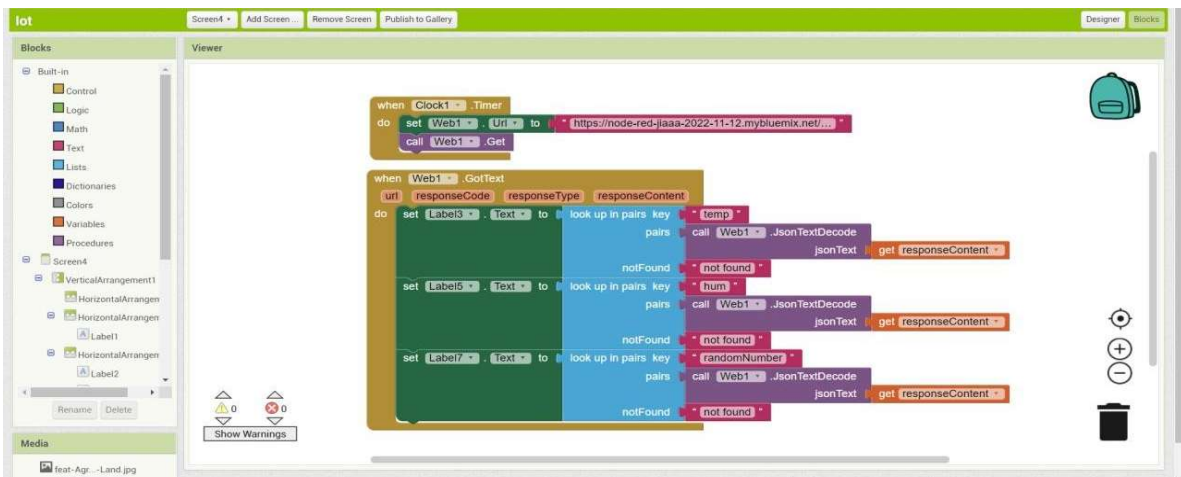 Iot
Screen4 Add Screen ... Remove Screen Publish to Gallery Designer Blocks
Blocks
Built-in
Control
Logic
Math
Text
Lists
Dictionaries
Colors
Variables
Procedures
Screen4
VerticalArrangement1
HorizontalArrangen
HorizontalArrangen
Label1
HorizontalArrangen
Label2
Rename Delete
Media
feat-Agr...-Land.jpg
Viewer
when Clock1 .Timer
do set Web1 . Url to " https://node-red-jiaaa-2022-11-12.mybluemix.net/... "
call Web1 .Get
when Web1 .GotText
url responseCode responseType responseContent
do set Label3 . Text to look up in pairs key " temp "
pairs call Web1 .JsonTextDecode
jsonText get responseContent
notFound " not found "
set Label5 . Text to look up in pairs key " hum "
pairs call Web1 .JsonTextDecode
jsonText get responseContent
notFound " not found "
set Label7 . Text to look up in pairs key " randomNumber "
pairs call Web1 .JsonTextDecode
jsonText get responseContent
notFound " not found "
0 0
Show Warnings